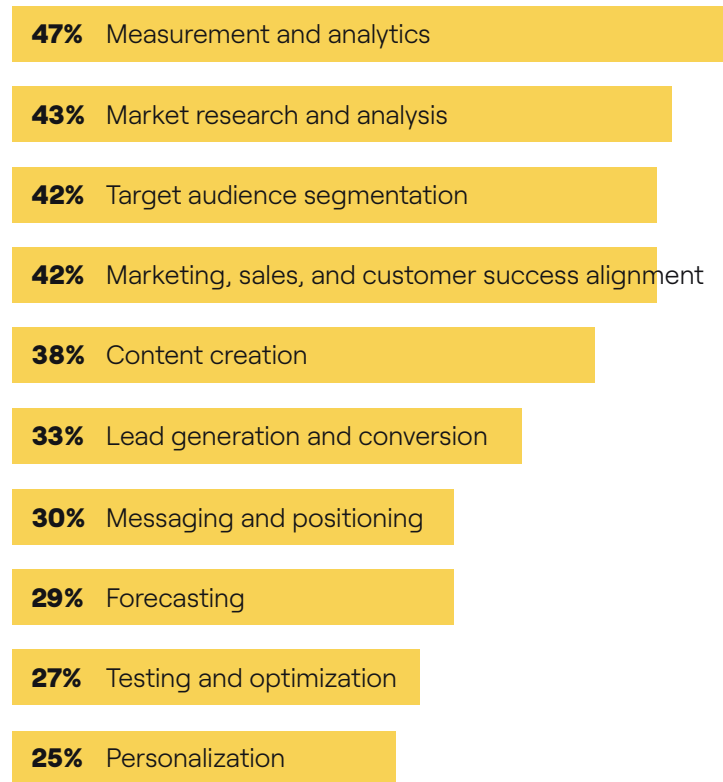 47% Measurement and analytics
43% Market research and analysis
42% Target audience segmentation
42% Marketing, sales, and customer success alignment
38% Content creation
33% Lead generation and conversion
30% Messaging and positioning
29% Forecasting
27% Testing and optimization
25% Personalization